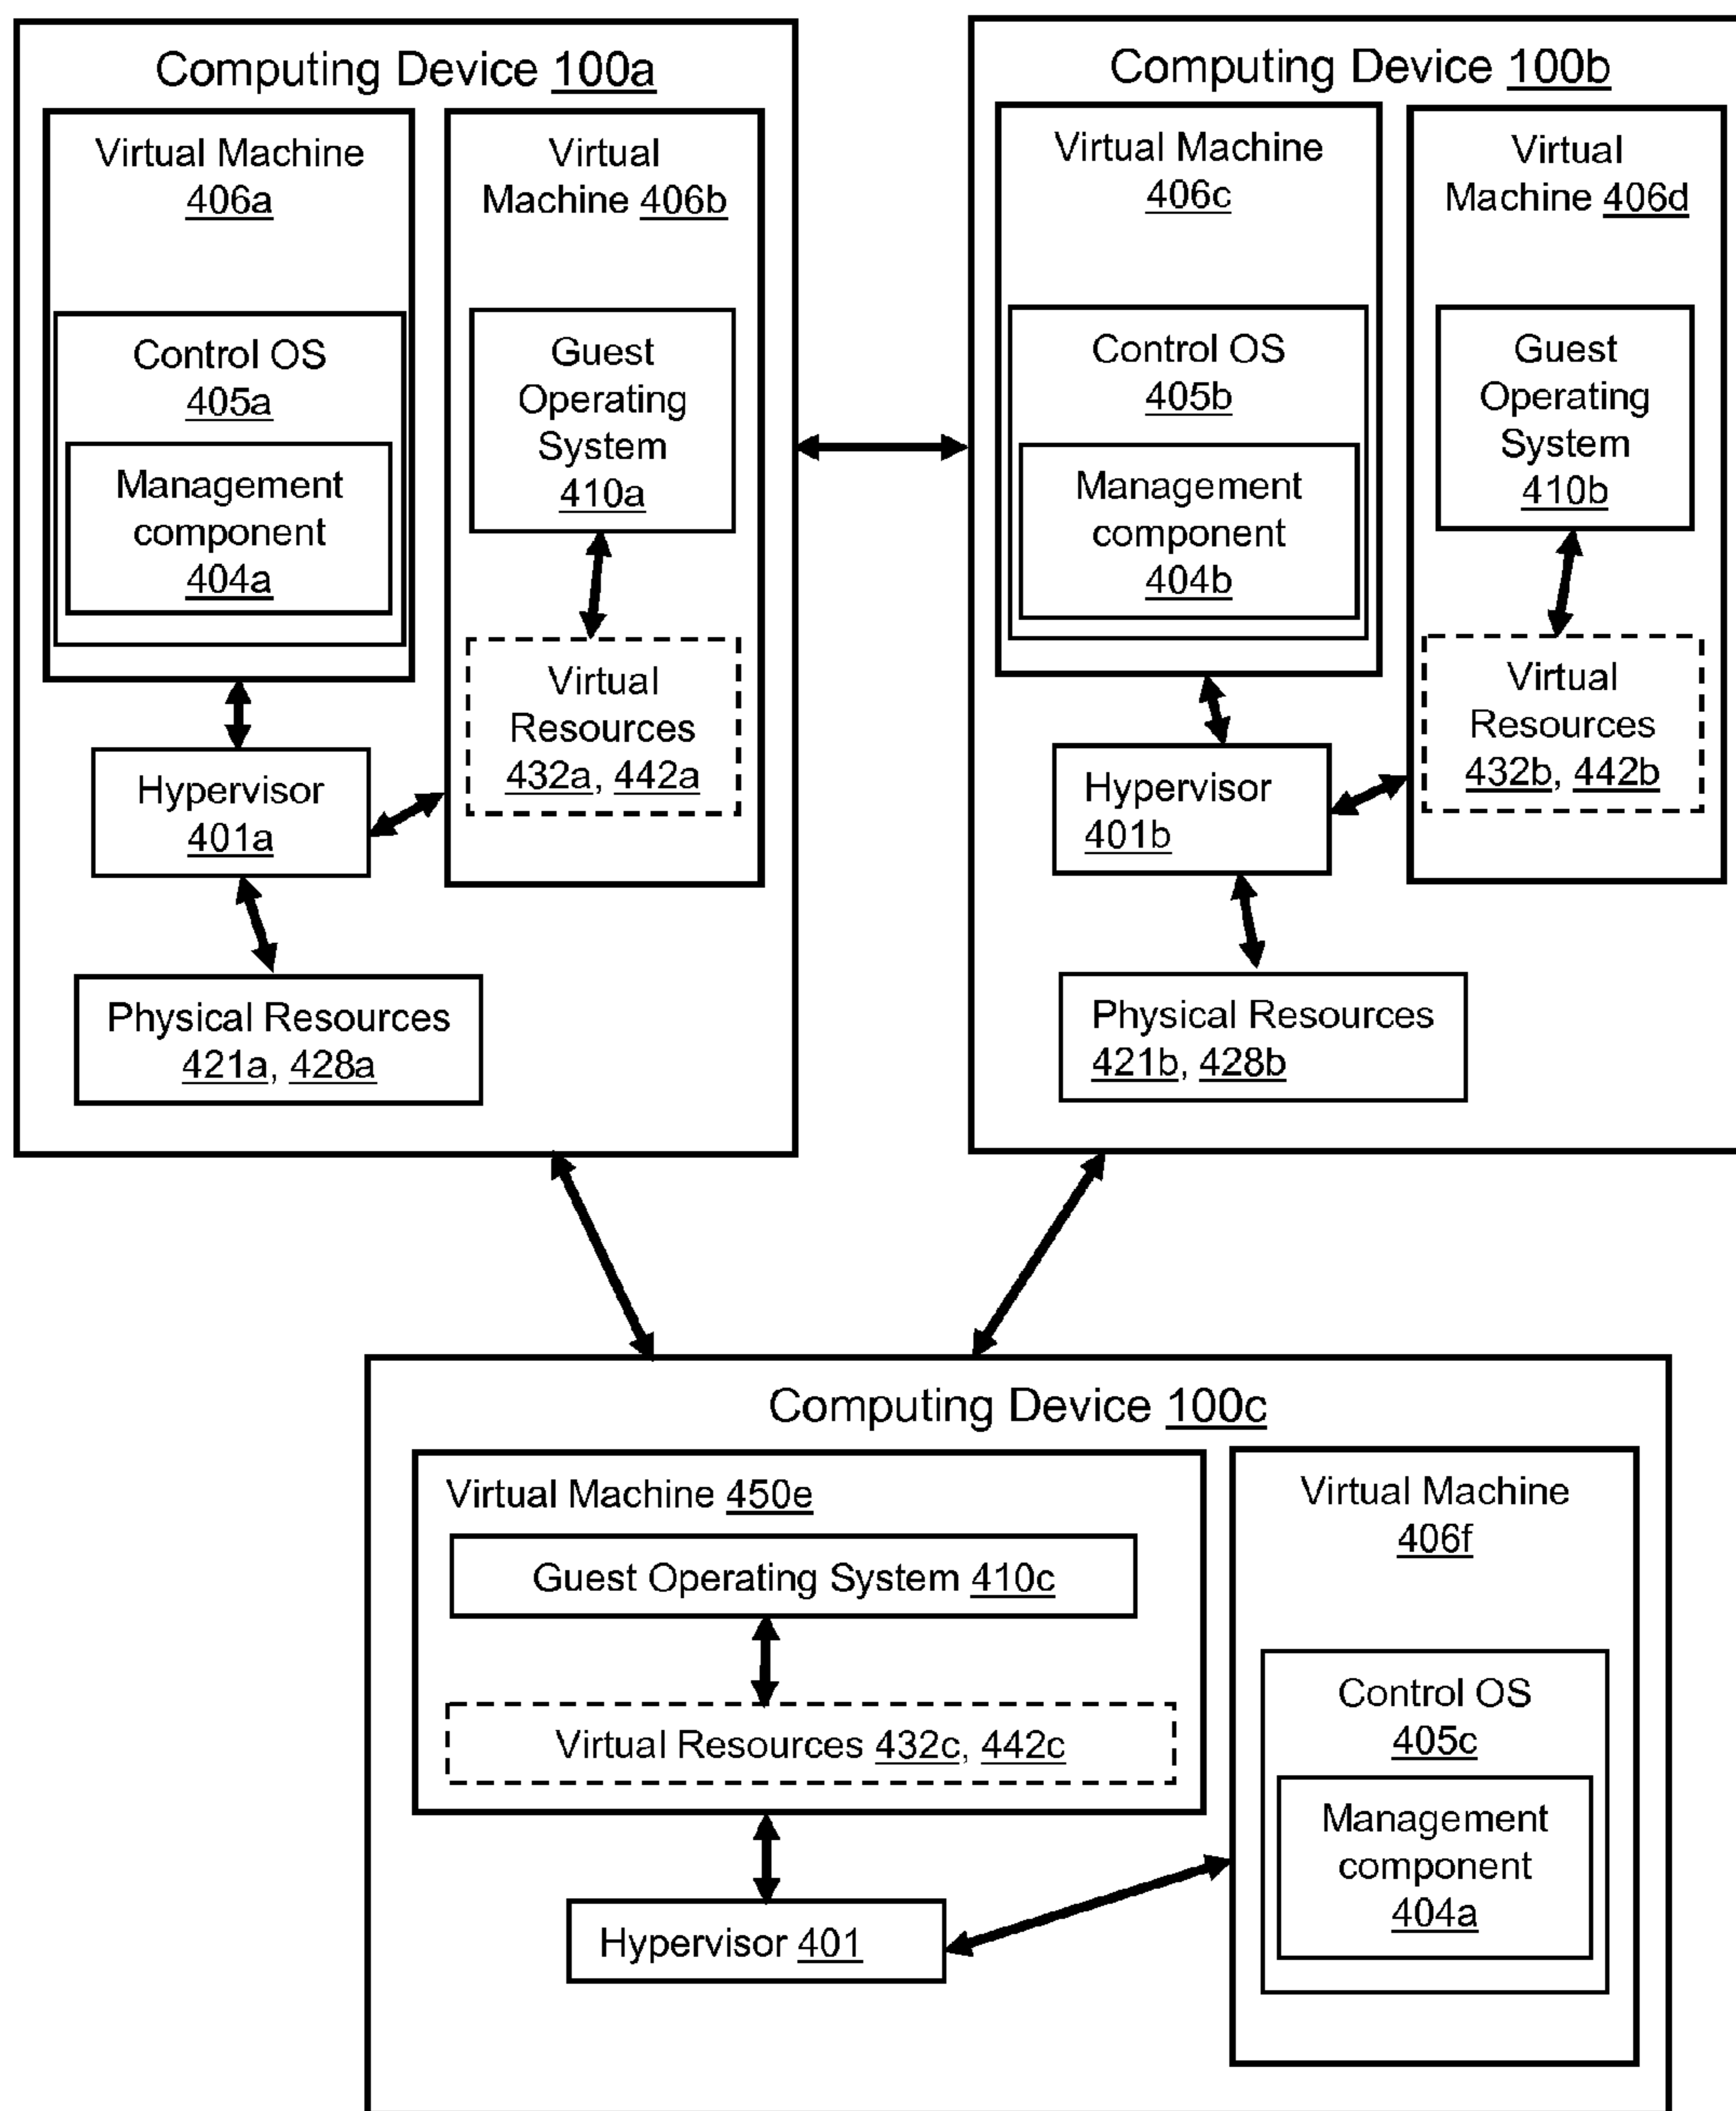 Computing Device 100a
Virtual Machine
406a
Control OS
405a
Management
component
404a
Virtual
Machine 406b
Guest
Operating
System
410a
Virtual
Resources
432a, 442a
Hypervisor
401a
Physical Resources
421a, 428a
Computing Device 100b
Virtual Machine
406c
Control OS
405b
Management
component
404b
Virtual
Machine 406d
Guest
Operating
System
410b
Virtual
Resources
432b, 442b
Hypervisor
401b
Physical Resources
421b, 428b
Computing Device 100c
Virtual Machine 450e
Guest Operating System 410c
Virtual Resources 432c, 442c
Hypervisor 401
Virtual Machine
406f
Control OS
405c
Management
component
404a